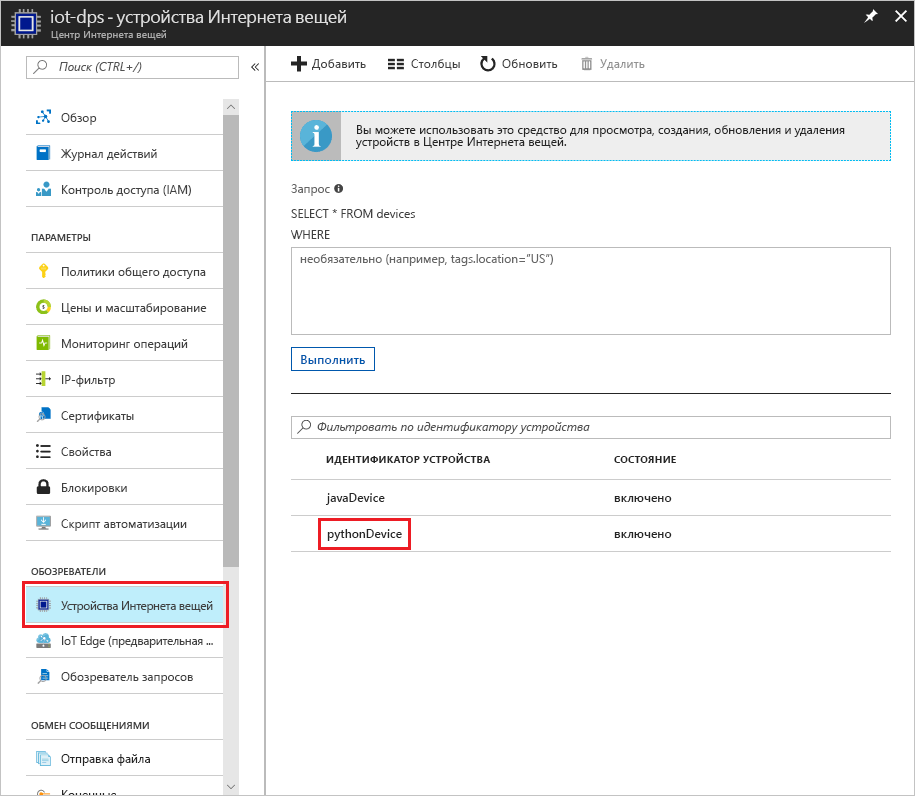 iot-dps - устройства Интернета вещей
Центр Интернета вещей
Поиск (CTRL+/)
«
Обзор
Журнал действий
Контроль доступа (IAM)
ПАРАМЕТРЫ
Политики общего доступа
Цены и масштабирование
Мониторинг операций
IP-фильтр
Сертификаты
Свойства
Блокировки
Скрипт автоматизации
ОБОЗРЕВАТЕЛИ
Устройства Интернета вещей
IoT Edge (предварительная ...
Обозреватель запросов
ОБМЕН СООБЩЕНИЯМИ
Отправка файла
Конечные
Добавить Столбцы Обновить Удалить
Вы можете использовать это средство для просмотра, создания, обновления и удаления
устройств в Центре Интернета вещей.
Запрос
SELECT * FROM devices
WHERE
необязательно (например, tags.location="US")
Выполнить
Фильтровать по идентификатору устройства
ИДЕНТИФИКАТОР УСТРОЙСТВА СОСТОЯНИЕ
javaDevice включено
pythonDevice включено